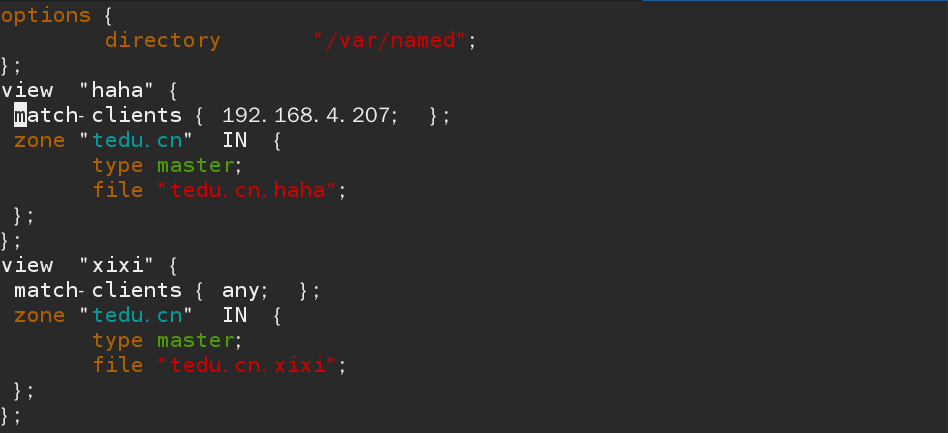 options {
        directory       "/var/named";
};
view  "haha" {
 match-clients { 192.168.4.207;  };
 zone "tedu.cn"  IN  {
       type master;
       file "tedu.cn.haha";
 };
};
view  "xixi" {
 match-clients { any;  };
 zone "tedu.cn"  IN  {
       type master;
       file "tedu.cn.xixi";
 };
};